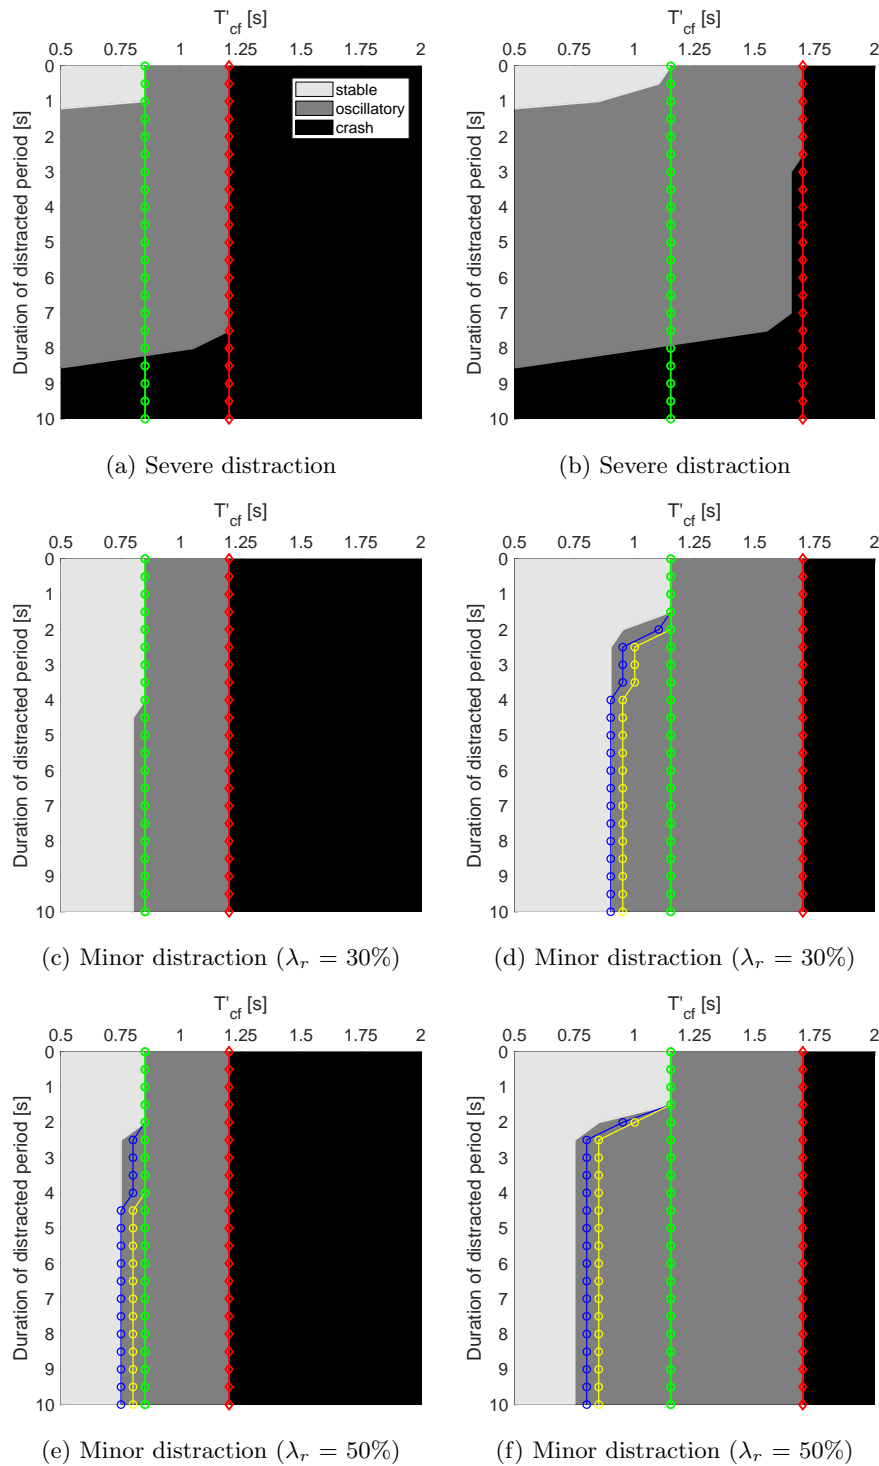 T'cf [s]
0.5 0.75 1 1.25 1.5 1.75 2
0
1
2
3
4
5
6
7
8
9
10
Duration of distracted period [s]
stable
oscillatory
crash
(a) Severe distraction
T'cf [s]
0.5 0.75 1 1.25 1.5 1.75 2
0
1
2
3
4
5
6
7
8
9
10
Duration of distracted period [s]
(b) Severe distraction
T'cf [s]
0.5 0.75 1 1.25 1.5 1.75 2
0
1
2
3
4
5
6
7
8
9
10
Duration of distracted period [s]
(c) Minor distraction (λr = 30%)
T'cf [s]
0.5 0.75 1 1.25 1.5 1.75 2
0
1
2
3
4
5
6
7
8
9
10
Duration of distracted period [s]
(d) Minor distraction (λr = 30%)
T'cf [s]
0.5 0.75 1 1.25 1.5 1.75 2
0
1
2
3
4
5
6
7
8
9
10
Duration of distracted period [s]
(e) Minor distraction (λr = 50%)
T'cf [s]
0.5 0.75 1 1.25 1.5 1.75 2
0
1
2
3
4
5
6
7
8
9
10
Duration of distracted period [s]
(f) Minor distraction (λr = 50%)